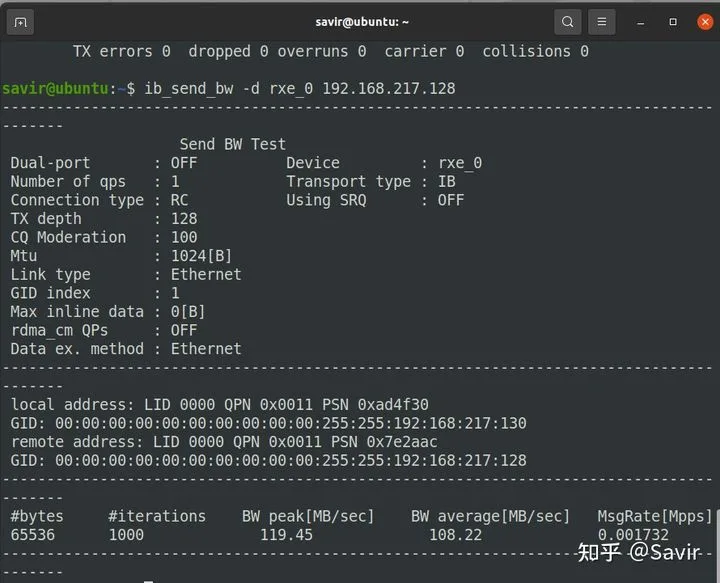 savir@ubuntu: ~
TX errors 0  dropped 0 overruns 0  carrier 0  collisions 0
savir@ubuntu:~$ ib_send_bw -d rxe_0 192.168.217.128
---------------------------------------------------------------------------------------
Send BW Test
Dual-port       : OFF          Device         : rxe_0
Number of qps   : 1            Transport type : IB
Connection type : RC           Using SRQ      : OFF
TX depth        : 128
CQ Moderation   : 100
Mtu             : 1024[B]
Link type       : Ethernet
GID index       : 1
Max inline data : 0[B]
rdma_cm QPs     : OFF
Data ex. method : Ethernet
---------------------------------------------------------------------------------------
local address: LID 0000 QPN 0x0011 PSN 0xad4f30
GID: 00:00:00:00:00:00:00:00:00:00:255:255:192:168:217:130
remote address: LID 0000 QPN 0x0011 PSN 0x7e2aac
GID: 00:00:00:00:00:00:00:00:00:00:255:255:192:168:217:128
---------------------------------------------------------------------------------------
#bytes     #iterations    BW peak[MB/sec]    BW average[MB/sec]   MsgRate[Mpps]
65536      1000             119.45             108.22             0.001732
---------------------------------------------------------------------------------------
知乎 @Savir